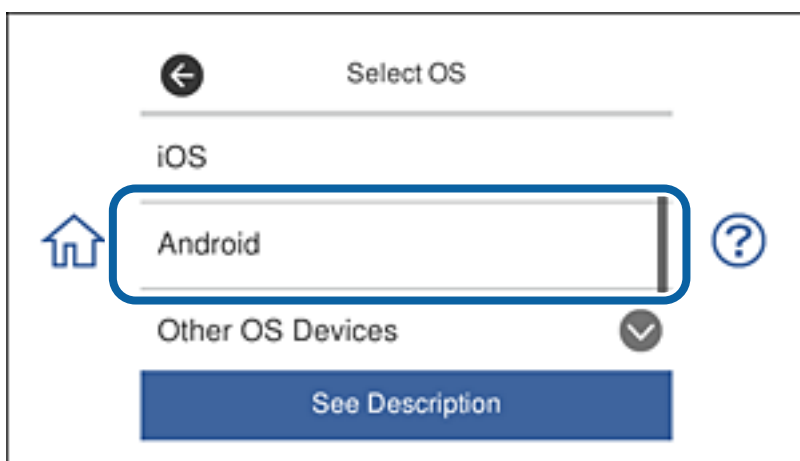 Select OS
iOS
Android
Other OS Devices
See Description